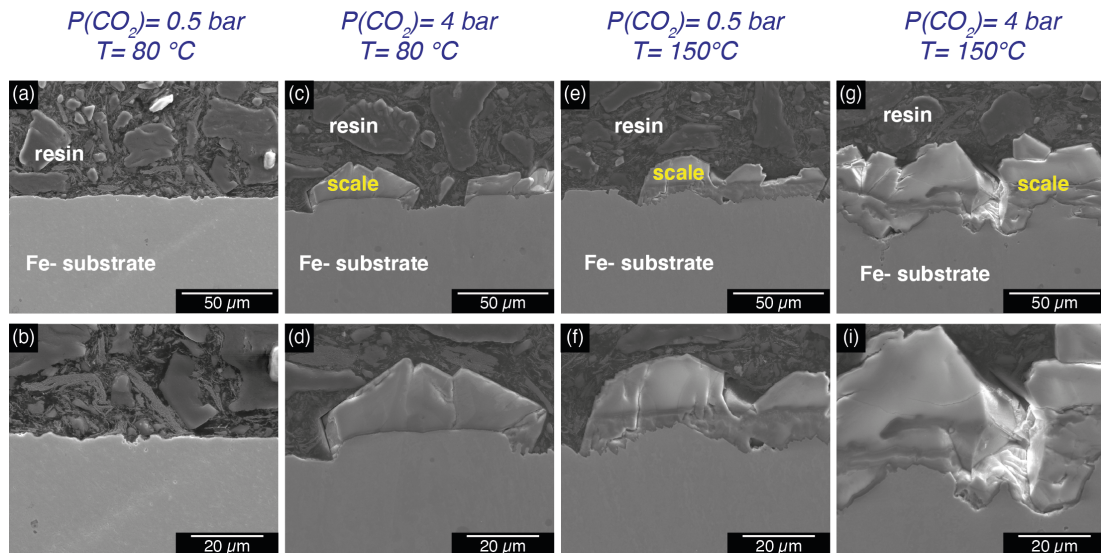 P(CO₂)= 0.5 bar
T= 80 °C
P(CO₂)= 4 bar
T= 80 °C
P(CO₂)= 0.5 bar
T= 150°C
P(CO₂)= 4 bar
T= 150°C
(a)
resin
Fe- substrate
50 µm
(c)
resin
scale
Fe- substrate
50 µm
(e)
resin
scale
Fe- substrate
50 µm
(g)
resin
scale
Fe- substrate
50 µm
(b)
20 µm
(d)
20 µm
(f)
20 µm
(i)
20 µm